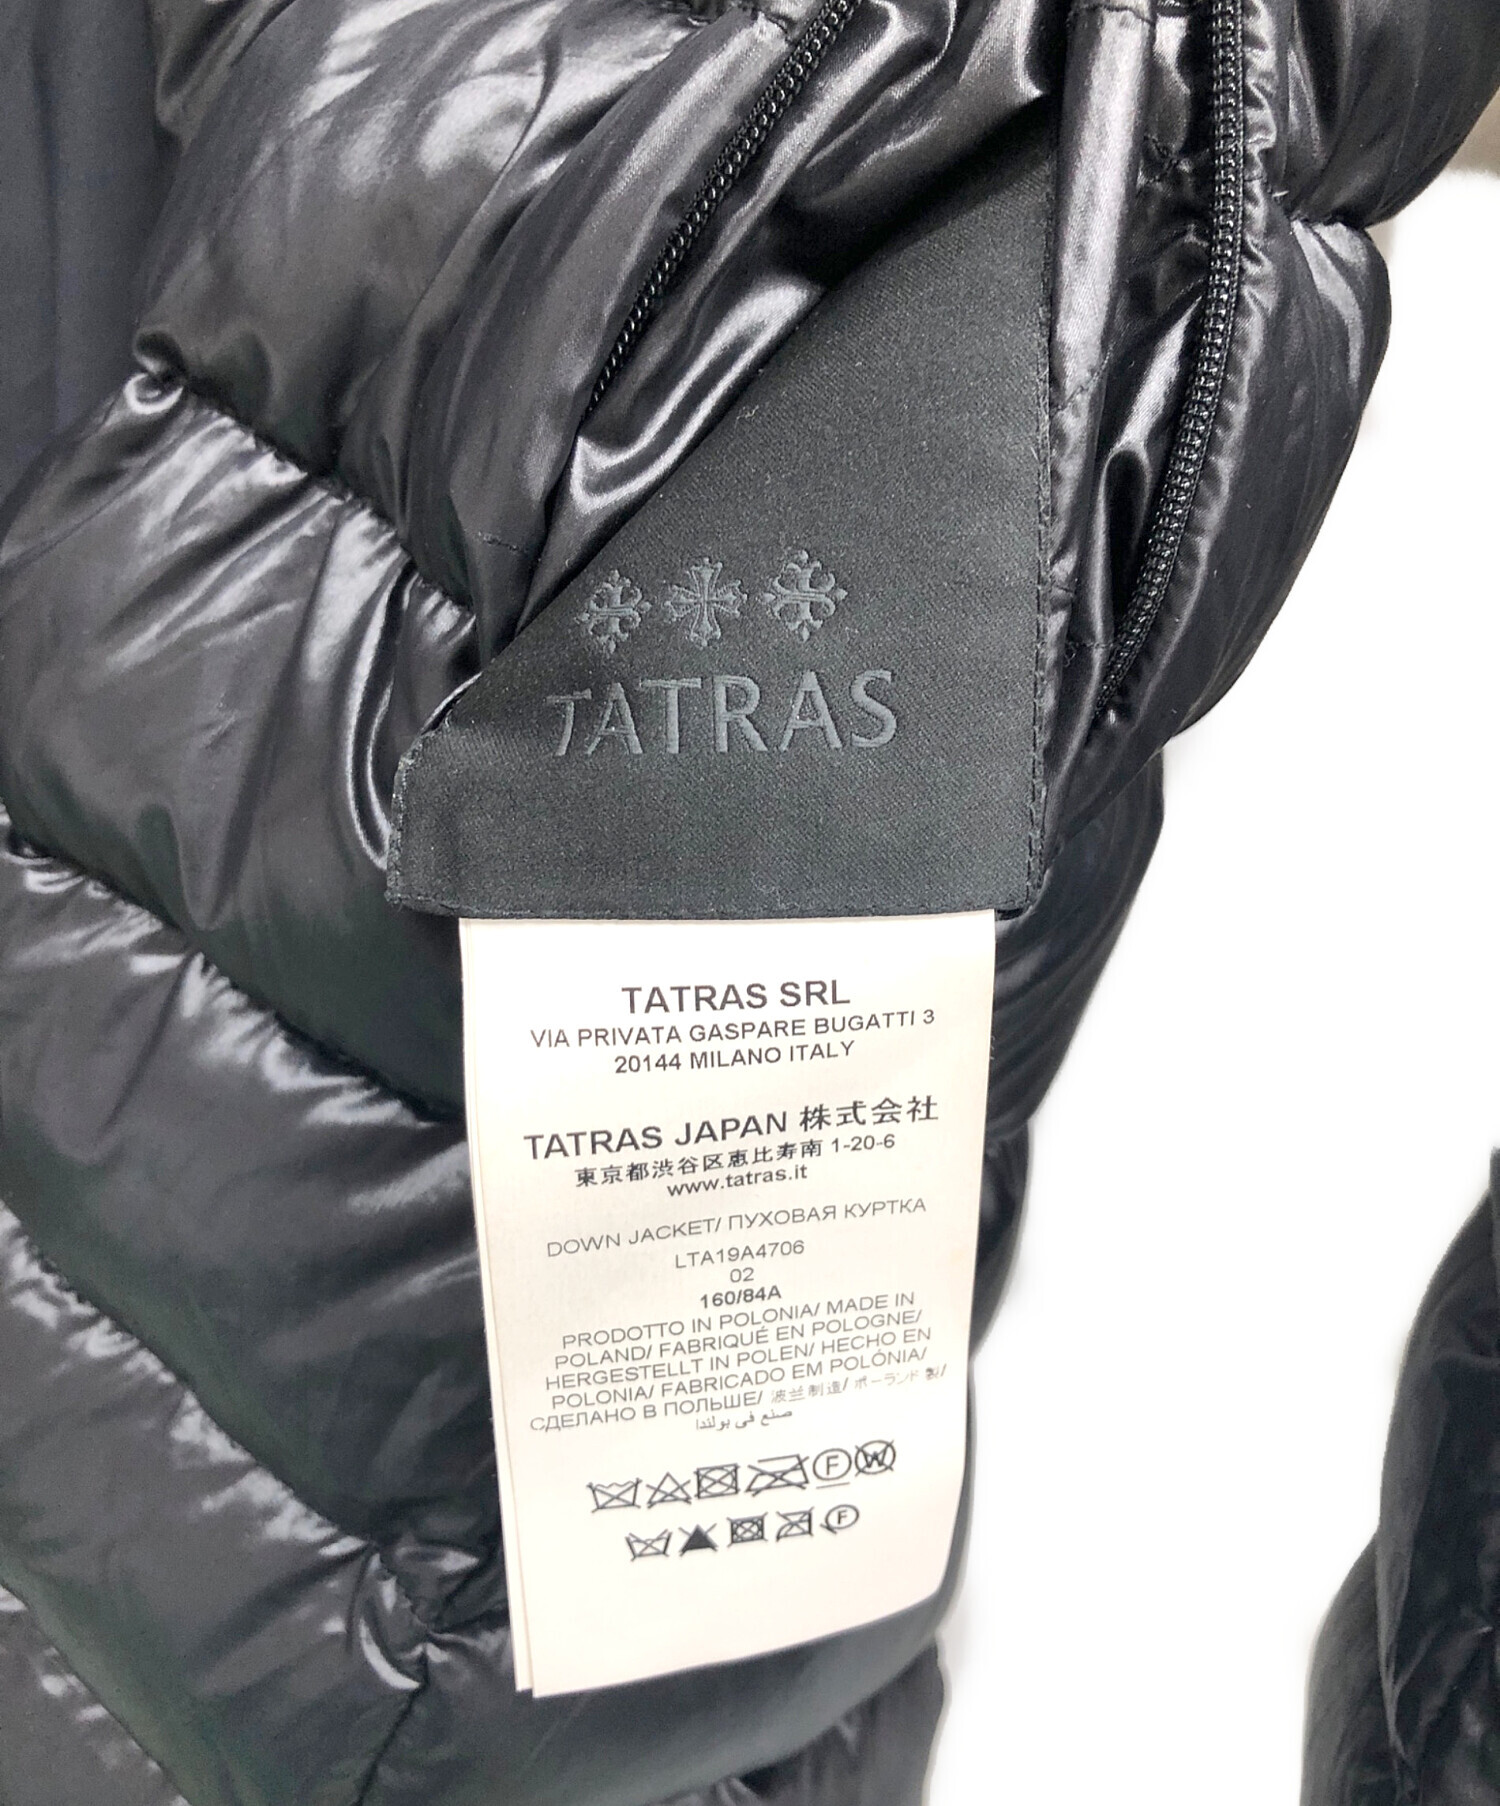 TATRAS
TATRAS SRL
VIA PRIVATA GASPARE BUGATTI 3
20144 MILANO ITALY
TATRAS JAPAN 株式会社
東京都渋谷区恵比寿南 1-20-6
www.tatras.it
DOWN JACKET/ ПУХОВАЯ КУРТКА
LTA19A4706
02
160/84A
PRODOTTO IN POLONIA/ MADE IN
POLAND/ FABRIQUÉ EN POLOGNE/
HERGESTELLT IN POLEN/ HECHO EN
POLONIA/ FABRICADO EM POLÓNIA/
СДЕЛАНО В ПОЛЬШЕ/ 波兰制造/ ポーランド 製/
صنع في بولندا
F W
F